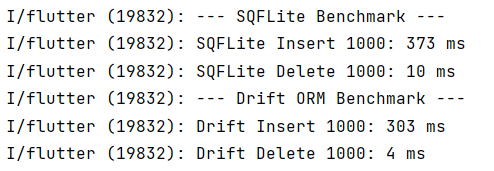 I/flutter (19832): --- SQFLite Benchmark ---
I/flutter (19832): SQFLite Insert 1000: 373 ms
I/flutter (19832): SQFLite Delete 1000: 10 ms
I/flutter (19832): --- Drift ORM Benchmark ---
I/flutter (19832): Drift Insert 1000: 303 ms
I/flutter (19832): Drift Delete 1000: 4 ms